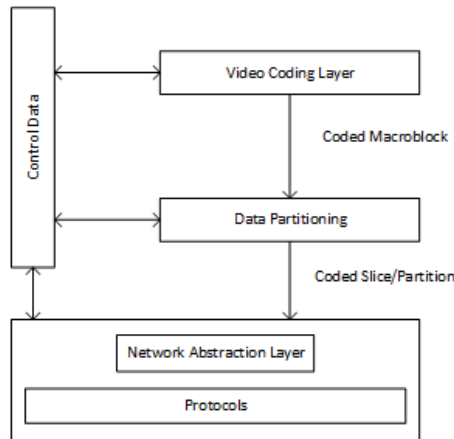 Control Data
Video Coding Layer
Coded Macroblock
Data Partitioning
Coded Slice/Partition
Network Abstraction Layer
Protocols